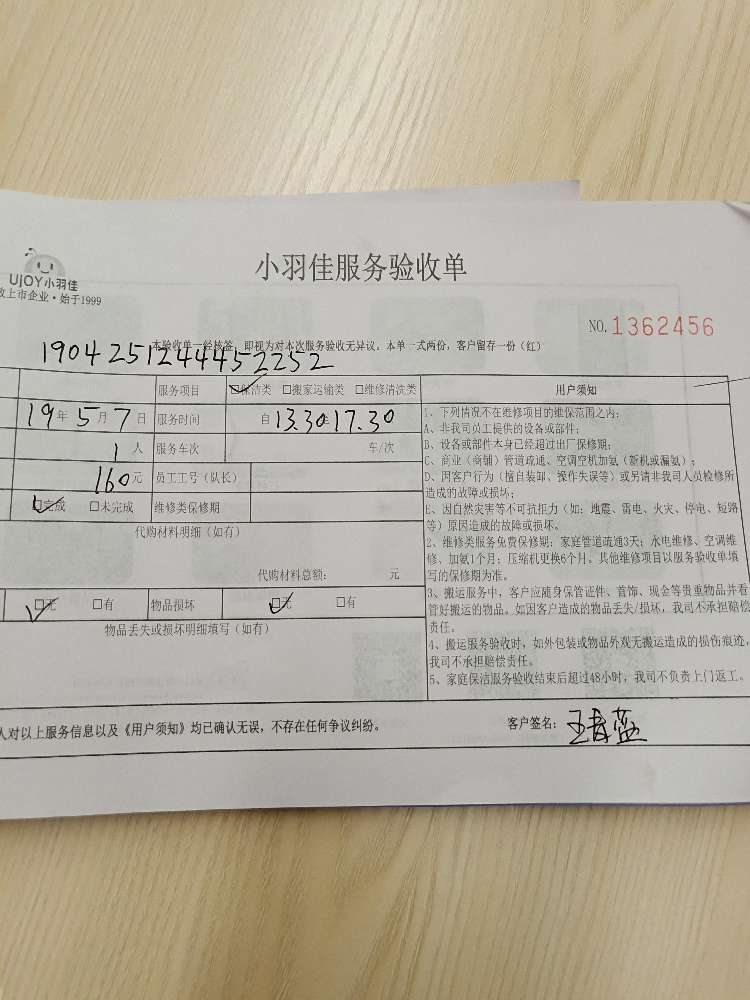 UJOY小羽佳
上市企业·始于1999
小羽佳服务验收单
NO. 1362456
本验收单一经核签，即视为对本次服务验收无异议。本单一式两份，客户留存一份（红）
1904251244452252
服务项目 ☑保洁类 □搬家运输类 □维修清洗类
用户须知
19年5月7日 服务时间 自13.30至17.30
1人 服务车次 车/次
160元 员工工号（队长）
☑完成 □未完成 维修类保修期
代购材料明细（如有）
代购材料总额： 元
☑无 □有 物品损坏 ☑无 □有
物品丢失或损坏明细填写（如有）
1、下列情况不在维修项目的维保范围之内：
A、非我司员工提供的设备或部件；
B、设备或部件本身已经超过出厂保修期；
C、商业（商铺）管道疏通、空调空机加氨（新机或漏氨）；
D、因客户行为（擅自装卸、操作失误等）或另请非我司人员检修所
造成的故障或损坏；
E、因自然灾害等不可抗拒力（如：地震、雷电、火灾、停电、短路
等）原因造成的故障或损坏。
2、维修类服务免费保修期：家庭管道疏通3天；水电维修、空调维
修、加氨1个月；压缩机更换6个月。其他维修项目以服务验收单填
写的保修期为准。
3、搬运服务中，客户应随身保管证件、首饰、现金等贵重物品并看
管好搬运的物品。如因客户造成的物品丢失/损坏，我司不承担赔偿
责任。
4、搬运服务验收时，如外包装或物品外观无搬运造成的损伤痕迹，
我司不承担赔偿责任。
5、家庭保洁服务验收结束后超过48小时，我司不负责上门返工。
人对以上服务信息以及《用户须知》均已确认无误，不存在任何争议纠纷。
客户签名：王青蓝